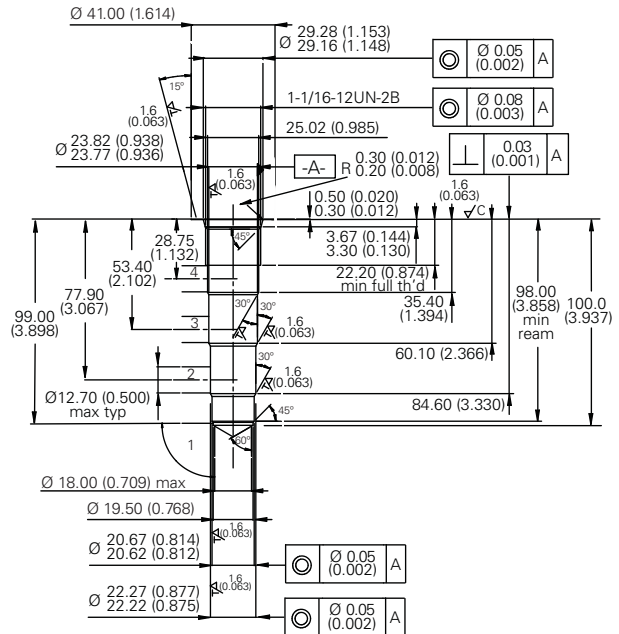 Ø 41.00 (1.614)
Ø 29.28 (1.153)
29.16 (1.148)
◎ Ø 0.05 (0.002) A
15°
1.6
(0.063)
1-1/16-12UN-2B
◎ Ø 0.08 (0.003) A
25.02 (0.985)
Ø 23.82 (0.938)
23.77 (0.936)
-A-
R 0.30 (0.012)
0.20 (0.008)
⊥ 0.03 (0.001) A
1.6
(0.063)
0.50 (0.020)
0.30 (0.012)
1.6
(0.063)
C
28.75
(1.132)
45°
3.67 (0.144)
3.30 (0.130)
53.40
(2.102)
4
22.20 (0.874)
min full th'd
77.90
(3.067)
35.40
(1.394)
98.00
(3.858)
min
ream
100.0
(3.937)
99.00
(3.898)
30°
30°
3
1.6
(0.063)
60.10 (2.366)
30°
2
1.6
(0.063)
Ø12.70 (0.500)
max typ
84.60 (3.330)
45°
1
60°
Ø 18.00 (0.709) max
Ø 19.50 (0.768)
1.6
(0.063)
Ø 20.67 (0.814)
20.62 (0.812)
◎ Ø 0.05 (0.002) A
1.6
(0.063)
Ø 22.27 (0.877)
22.22 (0.875)
◎ Ø 0.05 (0.002) A